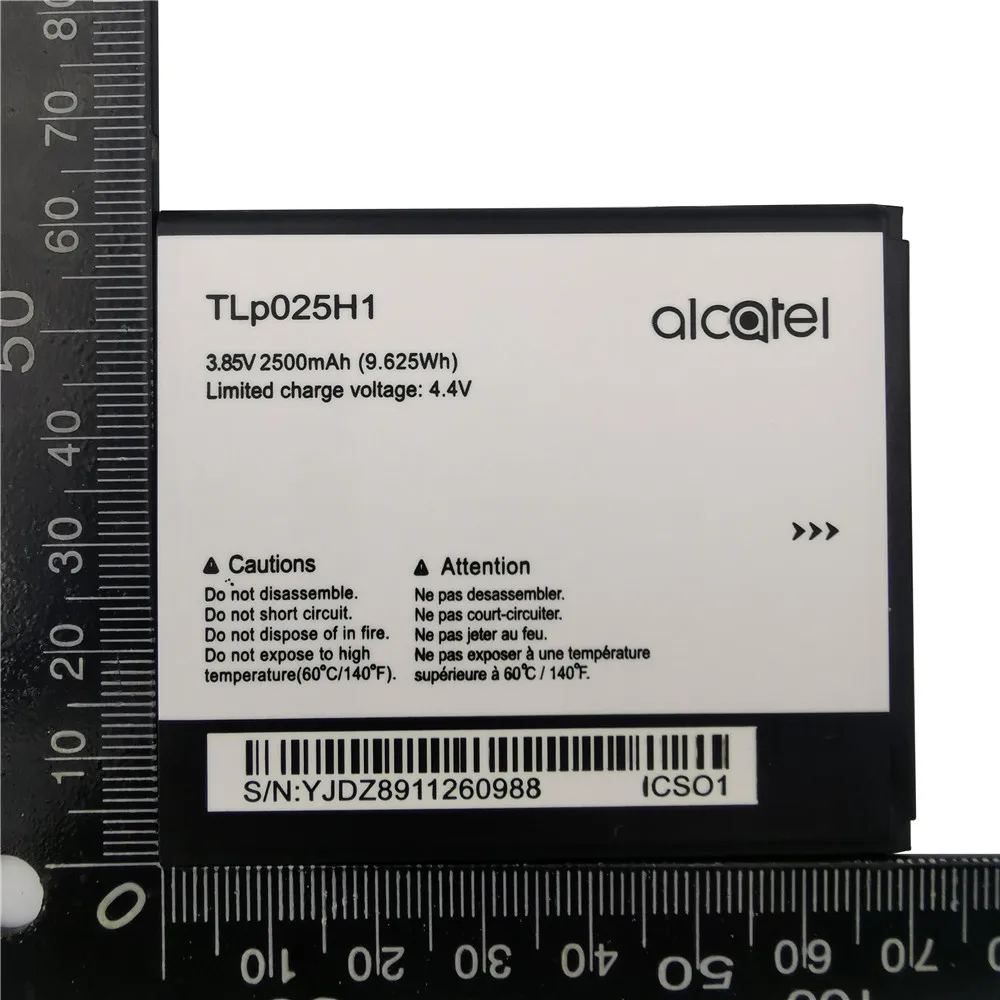 TLp025H1
alcatel
3.85V 2500mAh (9.625Wh)
Limited charge voltage: 4.4V
>>>
⚠ Cautions
Do not disassemble.
Do not short circuit.
Do not dispose of in fire.
Do not expose to high
temperature(60°C/140°F).
⚠ Attention
Ne pas desassembler.
Ne pas court-circuiter.
Ne pas jeter au feu.
Ne pas exposer à une température
supérieure à 60°C / 140°F.
S/N:YJDZ8911260988
ICSO1
80
70
60
50
40
30
20
10
0
10
20
30
40
50
60
70